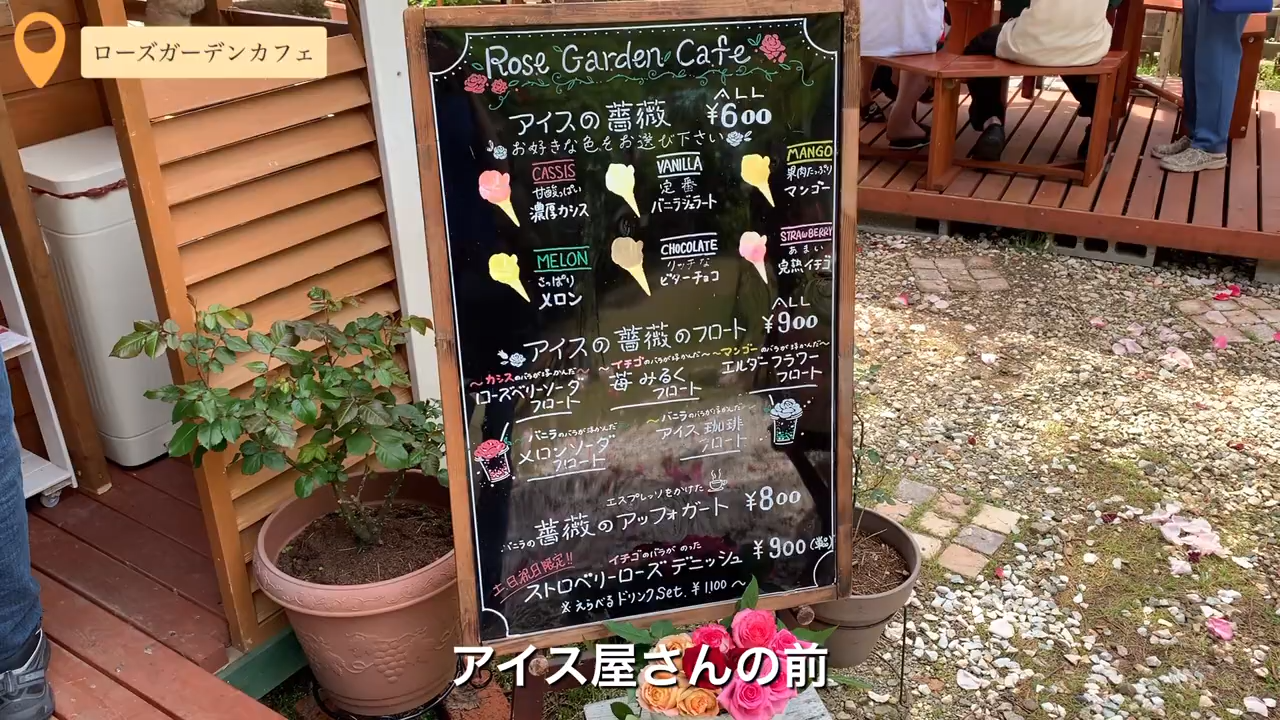 ローズガーデンカフェ
Rose Garden Cafe
アイスの薔薇 ALL ¥600
お好きな色をお選び下さい
CASSIS
甘酸っぱい
濃厚カシス
VANILLA
定番
バニラジェラート
MANGO
果肉たっぷり
マンゴー
MELON
さっぱり
メロン
CHOCOLATE
リッチな
ビターチョコ
STRAWBERRY
あまい
完熟イチゴ
アイスの薔薇のフロート ALL ¥900
～カシスのバラが浮かんだ～
ローズベリーソーダ
フロート
～イチゴのバラが浮かんだ～
苺みるく
フロート
～マンゴーのバラが浮かんだ～
エルダーフラワー
フロート
バニラのバラが浮かんだ
メロンソーダ
フロート
～バニラのバラが浮かんだ～
アイス珈琲
フロート
エスプレッソをかけた
バニラの薔薇のアッフォガート ¥800
土日祝日限定!!
イチゴのバラがのった
ストロベリーローズデニッシュ ¥900(単品)
※えらべるドリンクSet. ¥1,100～
アイス屋さんの前